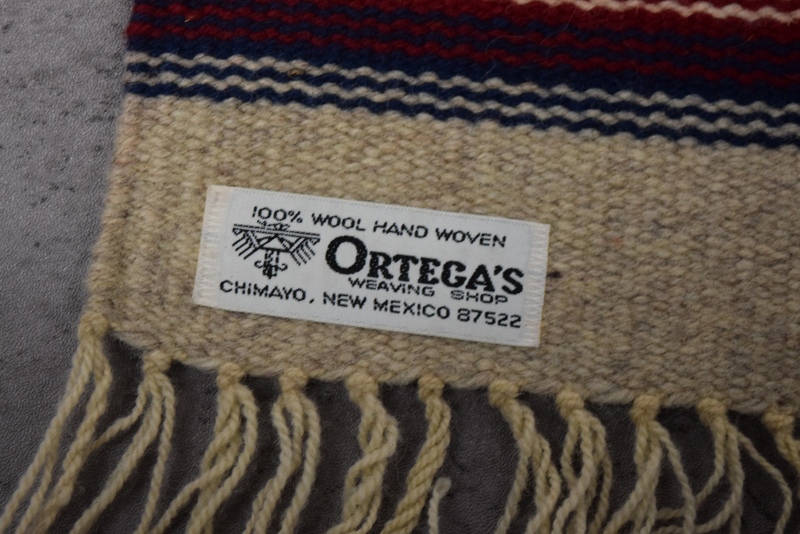 100% WOOL HAND WOVEN
ORTEGA'S
WEAVING SHOP
CHIMAYO, NEW MEXICO 87522